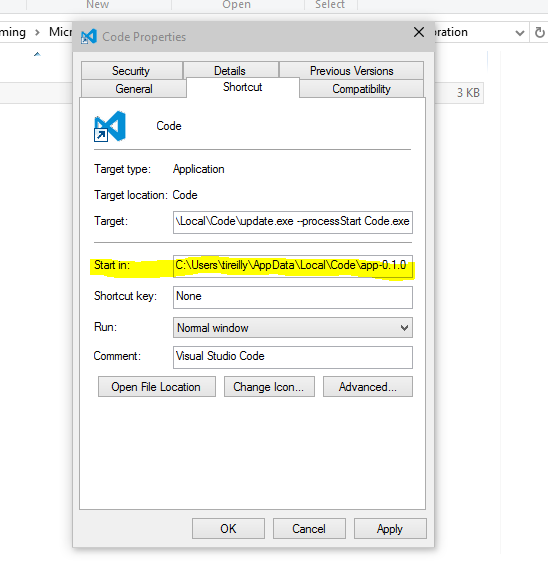 New Open Select
ming > Micr
oration
Code Properties
3 KB
Security Details Previous Versions
General Shortcut Compatibility
Code
Target type: Application
Target location: Code
Target: \Local\Code\update.exe --processStart Code.exe
Start in: C:\Users\tireilly\AppData\Local\Code\app-0.1.0
Shortcut key: None
Run: Normal window
Comment: Visual Studio Code
Open File Location Change Icon... Advanced...
OK Cancel Apply